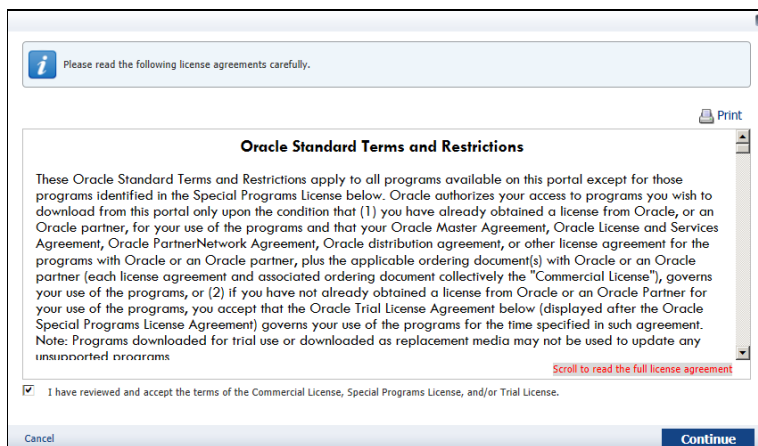 Please read the following license agreements carefully.
Print
Oracle Standard Terms and Restrictions
These Oracle Standard Terms and Restrictions apply to all programs available on this portal except for those
programs identified in the Special Programs License below. Oracle authorizes your access to programs you wish to
download from this portal only upon the condition that (1) you have already obtained a license from Oracle, or an
Oracle partner, for your use of the programs and that your Oracle Master Agreement, Oracle License and Services
Agreement, Oracle PartnerNetwork Agreement, Oracle distribution agreement, or other license agreement for the
programs with Oracle or an Oracle partner, plus the applicable ordering document(s) with Oracle or an Oracle
partner (each license agreement and associated ordering document collectively the "Commercial License"), governs
your use of the programs, or (2) if you have not already obtained a license from Oracle or an Oracle Partner for
your use of the programs, you accept that the Oracle Trial License Agreement below (displayed after the Oracle
Special Programs License Agreement) governs your use of the programs for the time specified in such agreement.
Note: Programs downloaded for trial use or downloaded as replacement media may not be used to update any
unsupported programs
Scroll to read the full license agreement
I have reviewed and accept the terms of the Commercial License, Special Programs License, and/or Trial License.
Cancel
Continue